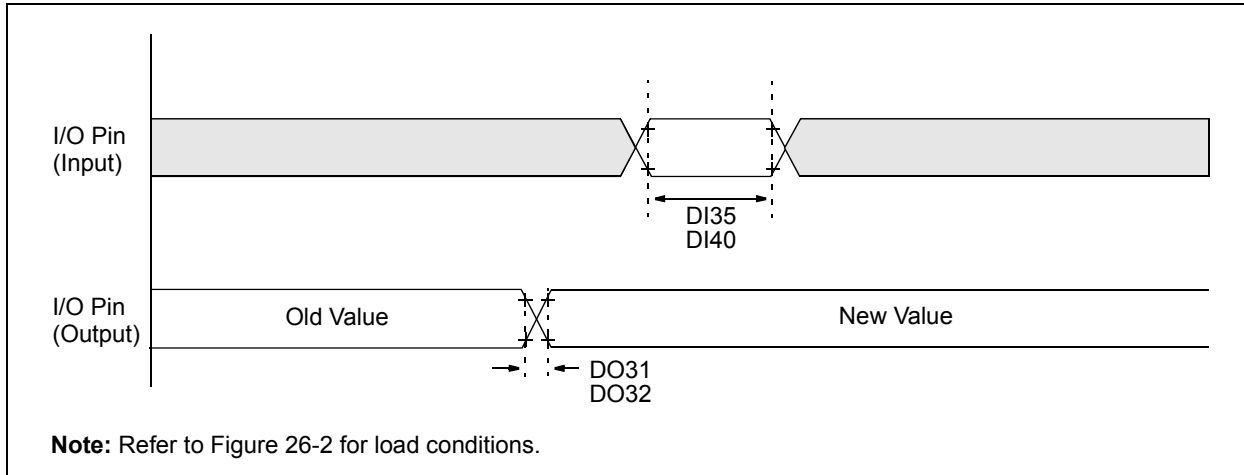 I/O Pin
(Input)
DI35
DI40
I/O Pin
(Output)
Old Value
New Value
DO31
DO32
Note: Refer to Figure 26-2 for load conditions.